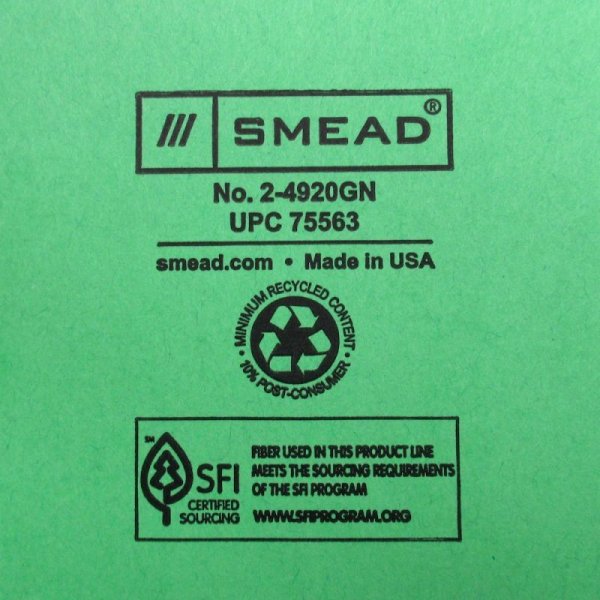 SMEAD®
No. 2-4920GN
UPC 75563
smead.com • Made in USA
• MINIMUM RECYCLED CONTENT •
10% POST-CONSUMER
SM
SFI
CERTIFIED
SOURCING
FIBER USED IN THIS PRODUCT LINE
MEETS THE SOURCING REQUIREMENTS
OF THE SFI PROGRAM
WWW.SFIPROGRAM.ORG